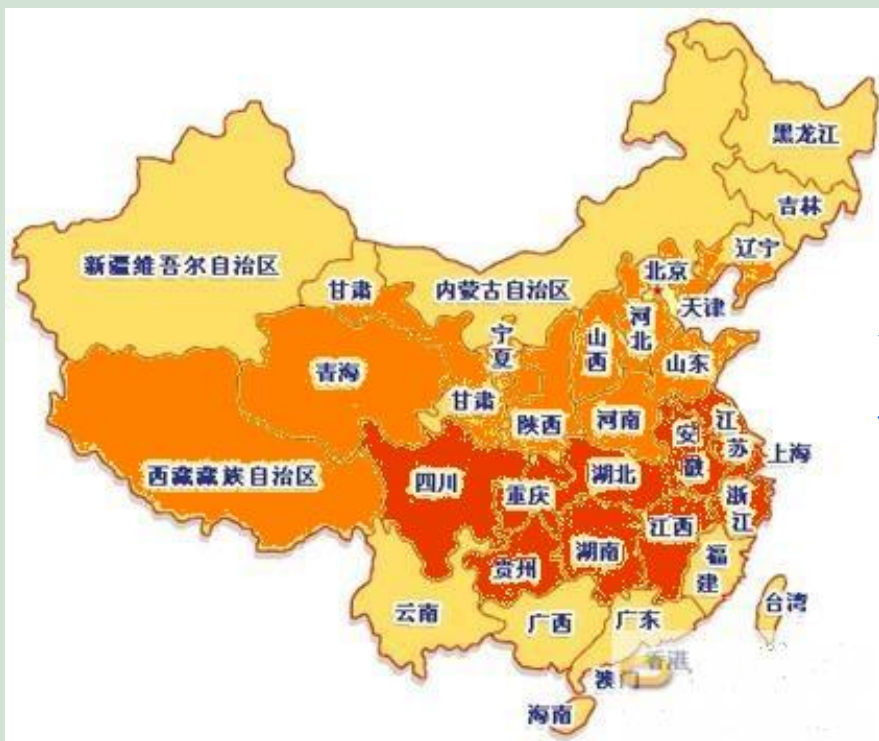 黑龙江
吉林
辽宁
新疆维吾尔自治区
甘肃
内蒙古自治区
北京
天津
宁夏
山西
河北
山东
青海
甘肃
陕西
河南
江苏
安徽
上海
西藏藏族自治区
四川
重庆
湖北
浙江
江西
湖南
贵州
福建
台湾
云南
广西
广东
香港
澳门
海南